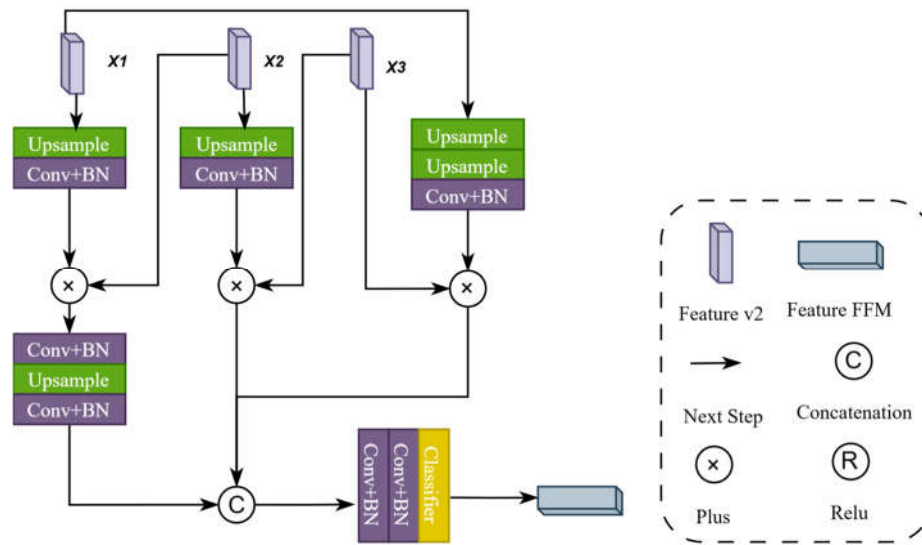 X1
X2
X3
Upsample
Conv+BN
Upsample
Conv+BN
Upsample
Upsample
Conv+BN
×
×
×
Conv+BN
Upsample
Conv+BN
C
Conv+BN
Conv+BN
Classifier
Feature v2
Feature FFM
C
Next Step
Concatenation
×
R
Plus
Relu